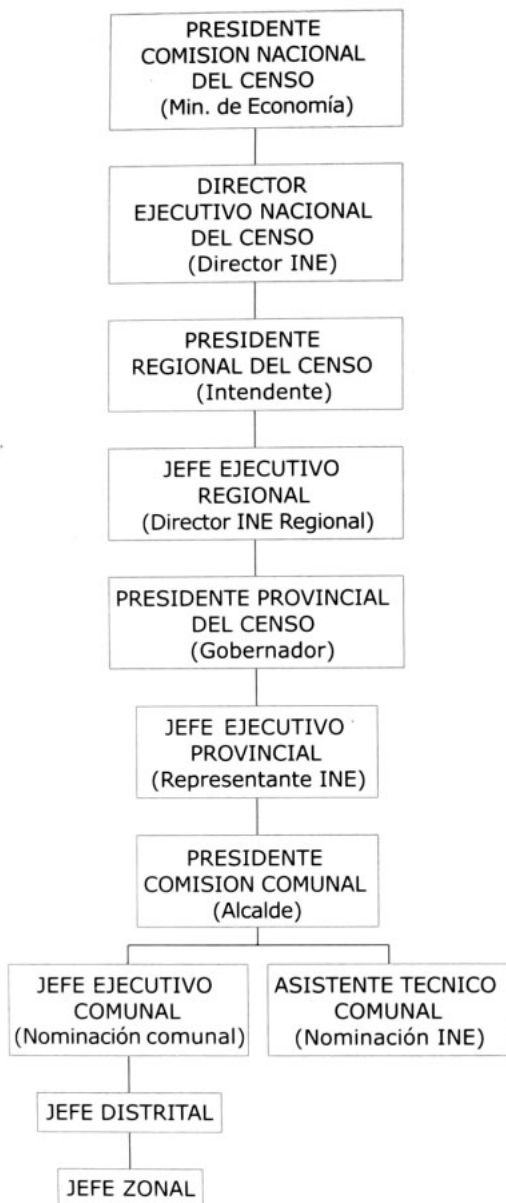 PRESIDENTE
COMISION NACIONAL
DEL CENSO
(Min. de Economía)
DIRECTOR
EJECUTIVO NACIONAL
DEL CENSO
(Director INE)
PRESIDENTE
REGIONAL DEL CENSO
(Intendente)
JEFE EJECUTIVO
REGIONAL
(Director INE Regional)
PRESIDENTE PROVINCIAL
DEL CENSO
(Gobernador)
JEFE EJECUTIVO
PROVINCIAL
(Representante INE)
PRESIDENTE
COMISION COMUNAL
(Alcalde)
JEFE EJECUTIVO
COMUNAL
(Nominación comunal)
ASISTENTE TECNICO
COMUNAL
(Nominación INE)
JEFE DISTRITAL
JEFE ZONAL